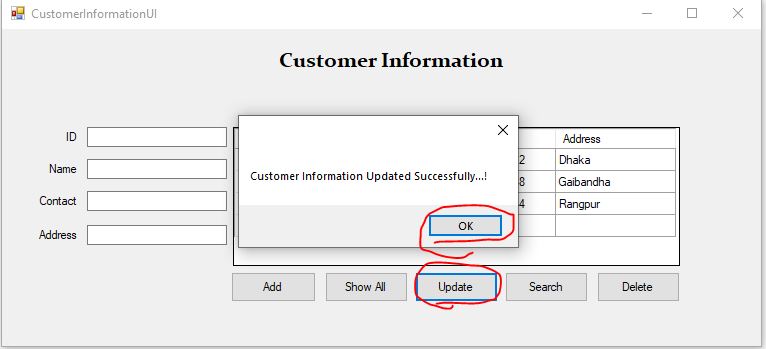 CustomerInformationUI
Customer Information
ID
Name
Contact
Address
Customer Information Updated Successfully...!
OK
Address
2 Dhaka
8 Gaibandha
4 Rangpur
Add Show All Update Search Delete